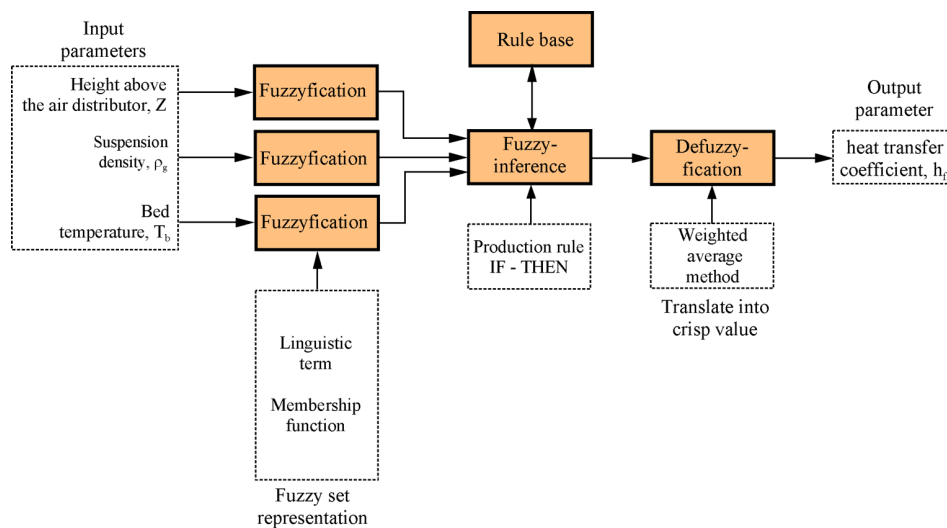 Input
parameters
Height above
the air distributor, Z
Suspension
density, ρg
Bed
temperature, Tb
Fuzzyfication
Fuzzyfication
Fuzzyfication
Linguistic
term
Membership
function
Fuzzy set
representation
Rule base
Fuzzy-
inference
Production rule
IF - THEN
Defuzzy-
fication
Weighted
average
method
Translate into
crisp value
Output
parameter
heat transfer
coefficient, hf